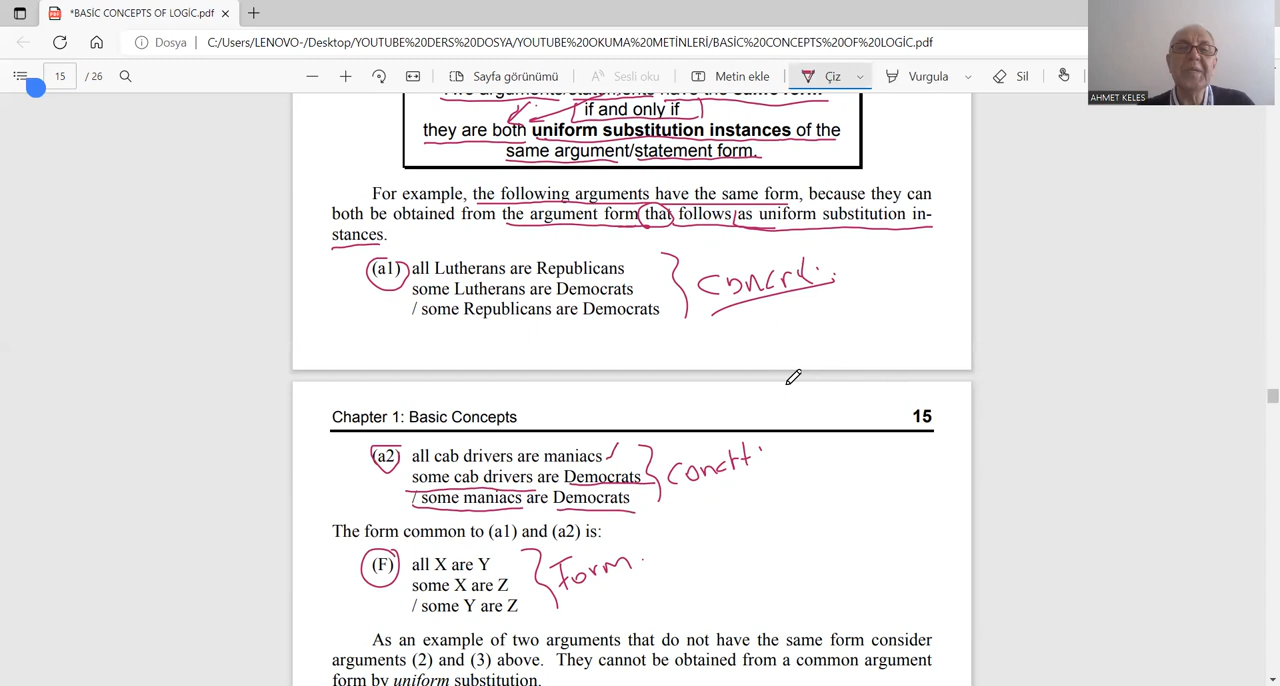 *BASİC CONCEPTS OF LOGİC.pdf
Dosya C:/Users/LENOVO-/Desktop/YOUTUBE%20DERS%20DOSYA/YOUTUBE%20OKUMA%20METİNLERİ/BASİC%20CONCEPTS%20OF%20LOGİC.pdf
15 / 26 Sayfa görünümü Sesli oku Metin ekle Çiz Vurgula Sil
AHMET KELES
if and only if
they are both uniform substitution instances of the
same argument/statement form.
For example, the following arguments have the same form, because they can
both be obtained from the argument form that follows as uniform substitution in-
stances.
(a1) all Lutherans are Republicans
some Lutherans are Democrats
/ some Republicans are Democrats
Chapter 1: Basic Concepts 15
(a2) all cab drivers are maniacs
some cab drivers are Democrats
/ some maniacs are Democrats
The form common to (a1) and (a2) is:
(F) all X are Y
some X are Z
/ some Y are Z
Form
As an example of two arguments that do not have the same form consider
arguments (2) and (3) above. They cannot be obtained from a common argument
form by uniform substitution.